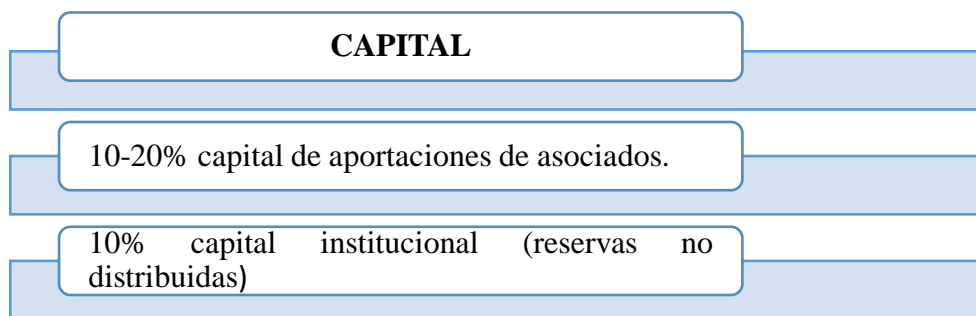 CAPITAL
10-20% capital de aportaciones de asociados.
10% capital institucional (reservas no
distribuidas)